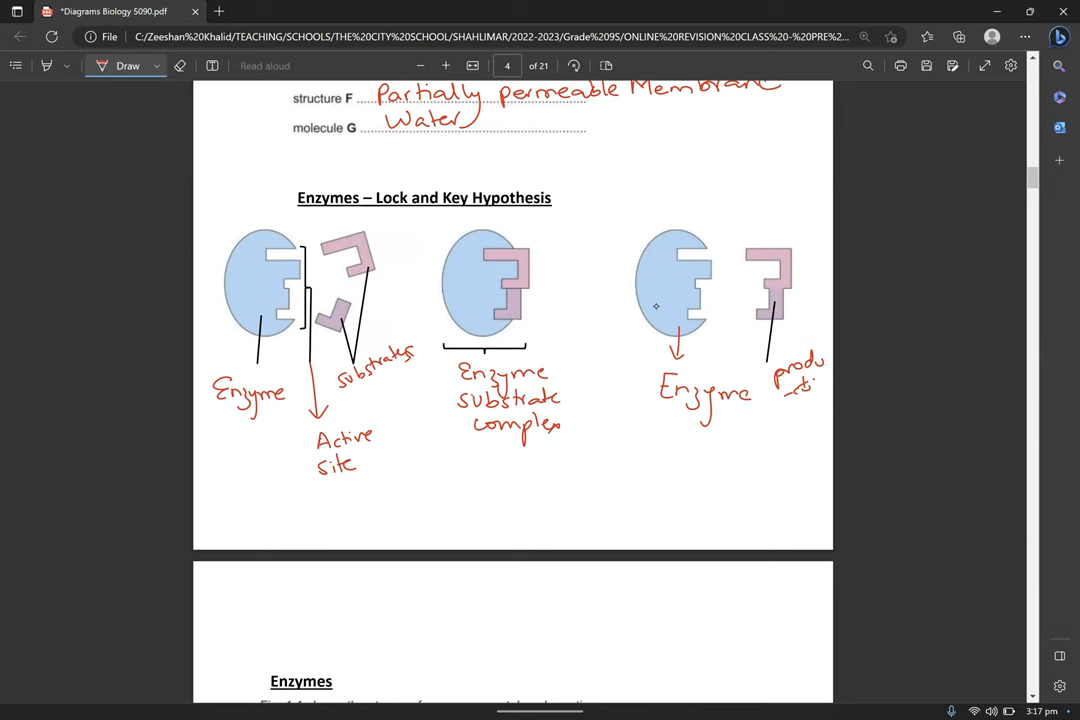 *Diagrams Biology 5090.pdf
File C:/Zeeshan%20Khalid/TEACHING/SCHOOLS/THE%20CITY%20SCHOOL/SHAHLIMAR/2022-2023/Grade%209S/ONLINE%20REVISION%20CLASS%20-%20PRE%...
Draw Read aloud 4 of 21
structure F Partially permeable Membrane
molecule G Water
Enzymes – Lock and Key Hypothesis
Enzyme
Active
site
substrates
Enzyme
substrate
complex
Enzyme
produ
Enzymes
3:17 pm